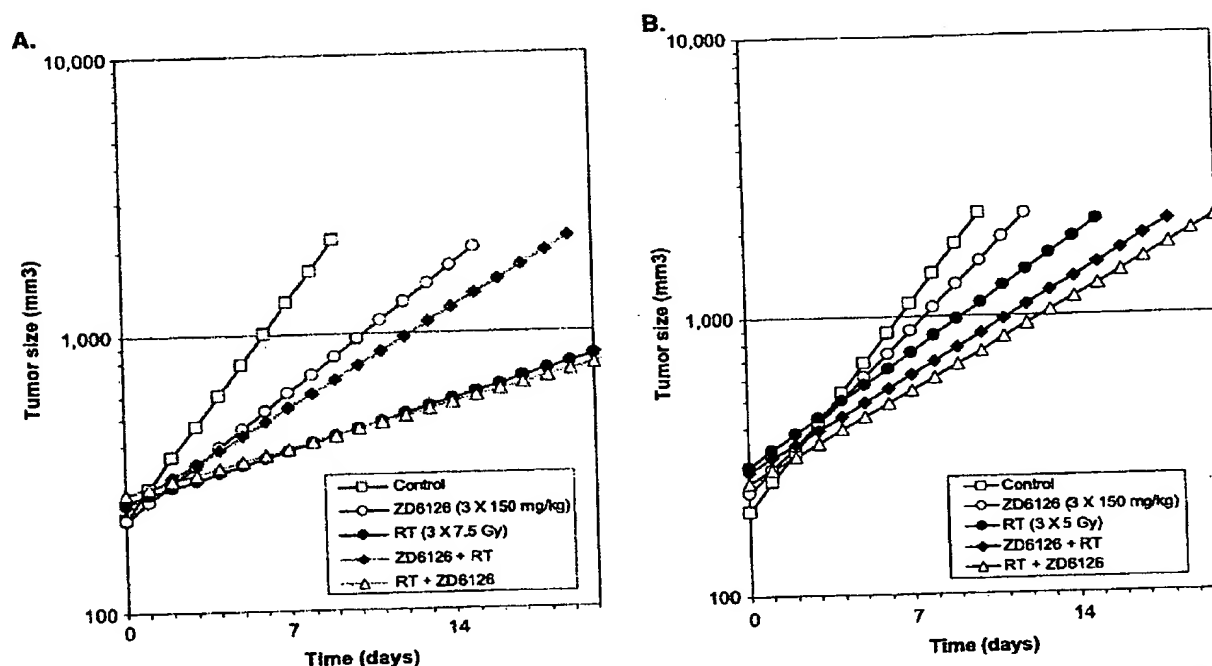 A.
10,000
1,000
100
Tumor size (mm3)
0
7
14
Time (days)
Control
ZD6126 (3 X 150 mg/kg)
RT (3 X 7.5 Gy)
ZD6126 + RT
RT + ZD6126
B.
10,000
1,000
100
Tumor size (mm3)
0
7
14
Time (days)
Control
ZD6126 (3 X 150 mg/kg)
RT (3 X 5 Gy)
ZD6126 + RT
RT + ZD6126